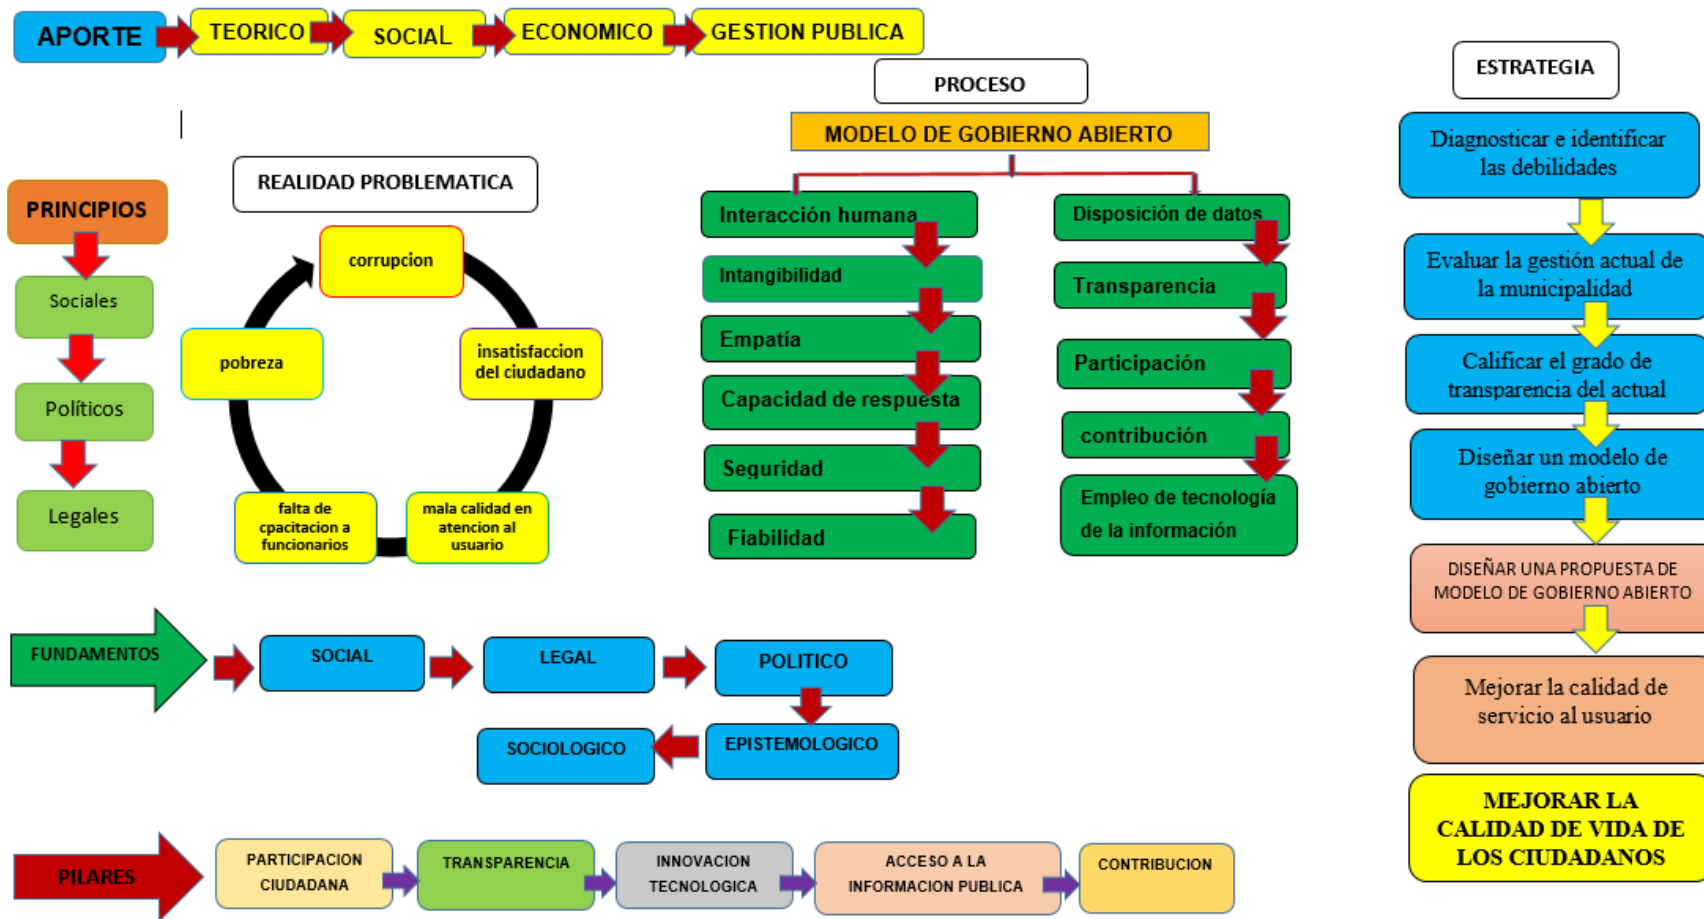 APORTE
TEORICO
SOCIAL
ECONOMICO
GESTION PUBLICA
PROCESO
MODELO DE GOBIERNO ABIERTO
ESTRATEGIA
PRINCIPIOS
Sociales
Políticos
Legales
REALIDAD PROBLEMATICA
corrupcion
insatisfaccion
del ciudadano
mala calidad en
atencion al
usuario
falta de
cpacitacion a
funcionarios
pobreza
Interacción humana
Intangibilidad
Empatía
Capacidad de respuesta
Seguridad
Fiabilidad
Disposición de datos
Transparencia
Participación
contribución
Empleo de tecnología
de la información
Diagnosticar e identificar
las debilidades
Evaluar la gestión actual de
la municipalidad
Calificar el grado de
transparencia del actual
Diseñar un modelo de
gobierno abierto
DISEÑAR UNA PROPUESTA DE
MODELO DE GOBIERNO ABIERTO
Mejorar la calidad de
servicio al usuario
MEJORAR LA
CALIDAD DE VIDA DE
LOS CIUDADANOS
FUNDAMENTOS
SOCIAL
LEGAL
POLITICO
EPISTEMOLOGICO
SOCIOLOGICO
PILARES
PARTICIPACION
CIUDADANA
TRANSPARENCIA
INNOVACION
TECNOLOGICA
ACCESO A LA
INFORMACION PUBLICA
CONTRIBUCION